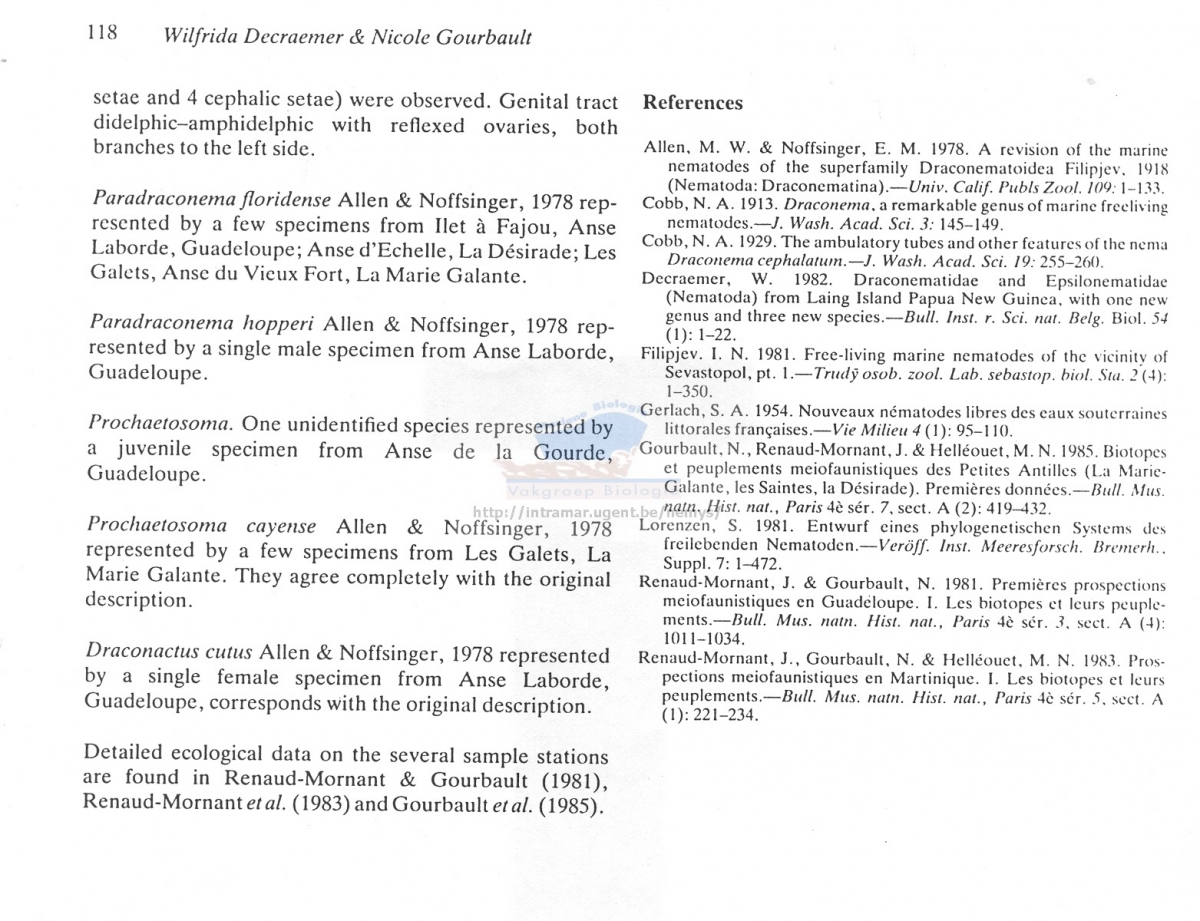 118 Wilfrida Decraemer & Nicole Gourbault
setae and 4 cephalic setae) were observed. Genital tract
didelphic–amphidelphic with reflexed ovaries, both
branches to the left side.
Paradraconema floridense Allen & Noffsinger, 1978 rep-
resented by a few specimens from Ilet à Fajou, Anse
Laborde, Guadeloupe; Anse d'Echelle, La Désirade; Les
Galets, Anse du Vieux Fort, La Marie Galante.
Paradraconema hopperi Allen & Noffsinger, 1978 rep-
resented by a single male specimen from Anse Laborde,
Guadeloupe.
Prochaetosoma. One unidentified species represented by
a juvenile specimen from Anse de la Gourde,
Guadeloupe.
Prochaetosoma cayense Allen & Noffsinger, 1978
represented by a few specimens from Les Galets, La
Marie Galante. They agree completely with the original
description.
Draconactus cutus Allen & Noffsinger, 1978 represented
by a single female specimen from Anse Laborde,
Guadeloupe, corresponds with the original description.
Detailed ecological data on the several sample stations
are found in Renaud-Mornant & Gourbault (1981),
Renaud-Mornant et al. (1983) and Gourbault et al. (1985).
References
Allen, M. W. & Noffsinger, E. M. 1978. A revision of the marine
nematodes of the superfamily Draconematoidea Filipjev, 1918
(Nematoda: Draconematina).—Univ. Calif. Publs Zool. 109: 1–133.
Cobb, N. A. 1913. Draconema, a remarkable genus of marine freeliving
nematodes.—J. Wash. Acad. Sci. 3: 145–149.
Cobb, N. A. 1929. The ambulatory tubes and other features of the nema
Draconema cephalatum.—J. Wash. Acad. Sci. 19: 255–260.
Decraemer, W. 1982. Draconematidae and Epsilonematidae
(Nematoda) from Laing Island Papua New Guinea, with one new
genus and three new species.—Bull. Inst. r. Sci. nat. Belg. Biol. 54
(1): 1–22.
Filipjev. I. N. 1981. Free-living marine nematodes of the vicinity of
Sevastopol, pt. 1.—Trudȳ osob. zool. Lab. sebastop. biol. Sta. 2 (4):
1–350.
Gerlach, S. A. 1954. Nouveaux nématodes libres des eaux souterraines
littorales françaises.—Vie Milieu 4 (1): 95–110.
Gourbault, N., Renaud-Mornant, J. & Helléouet, M. N. 1985. Biotopes
et peuplements meiofaunistiques des Petites Antilles (La Marie-
Galante, les Saintes, la Désirade). Premières données.—Bull. Mus.
natn. Hist. nat., Paris 4è sér. 7, sect. A (2): 419–432.
Lorenzen, S. 1981. Entwurf eines phylogenetischen Systems des
freilebenden Nematoden.—Veröff. Inst. Meeresforsch. Bremerh..
Suppl. 7: 1–472.
Renaud-Mornant, J. & Gourbault, N. 1981. Premières prospections
meiofaunistiques en Guadeloupe. I. Les biotopes et leurs peuple-
ments.—Bull. Mus. natn. Hist. nat., Paris 4è sér. 3, sect. A (4):
1011–1034.
Renaud-Mornant, J., Gourbault, N. & Helléouet, M. N. 1983. Pros-
pections meiofaunistiques en Martinique. I. Les biotopes et leurs
peuplements.—Bull. Mus. natn. Hist. nat., Paris 4è sér. 5, sect. A
(1): 221–234.
Vakgroep Biologie
http://intramar.ugent.be/nemys/